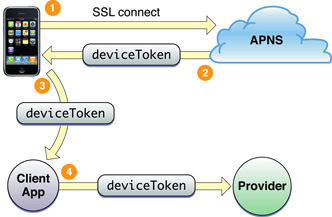 1
SSL connect
APNS
deviceToken
2
3
deviceToken
4
Client
App
deviceToken
Provider